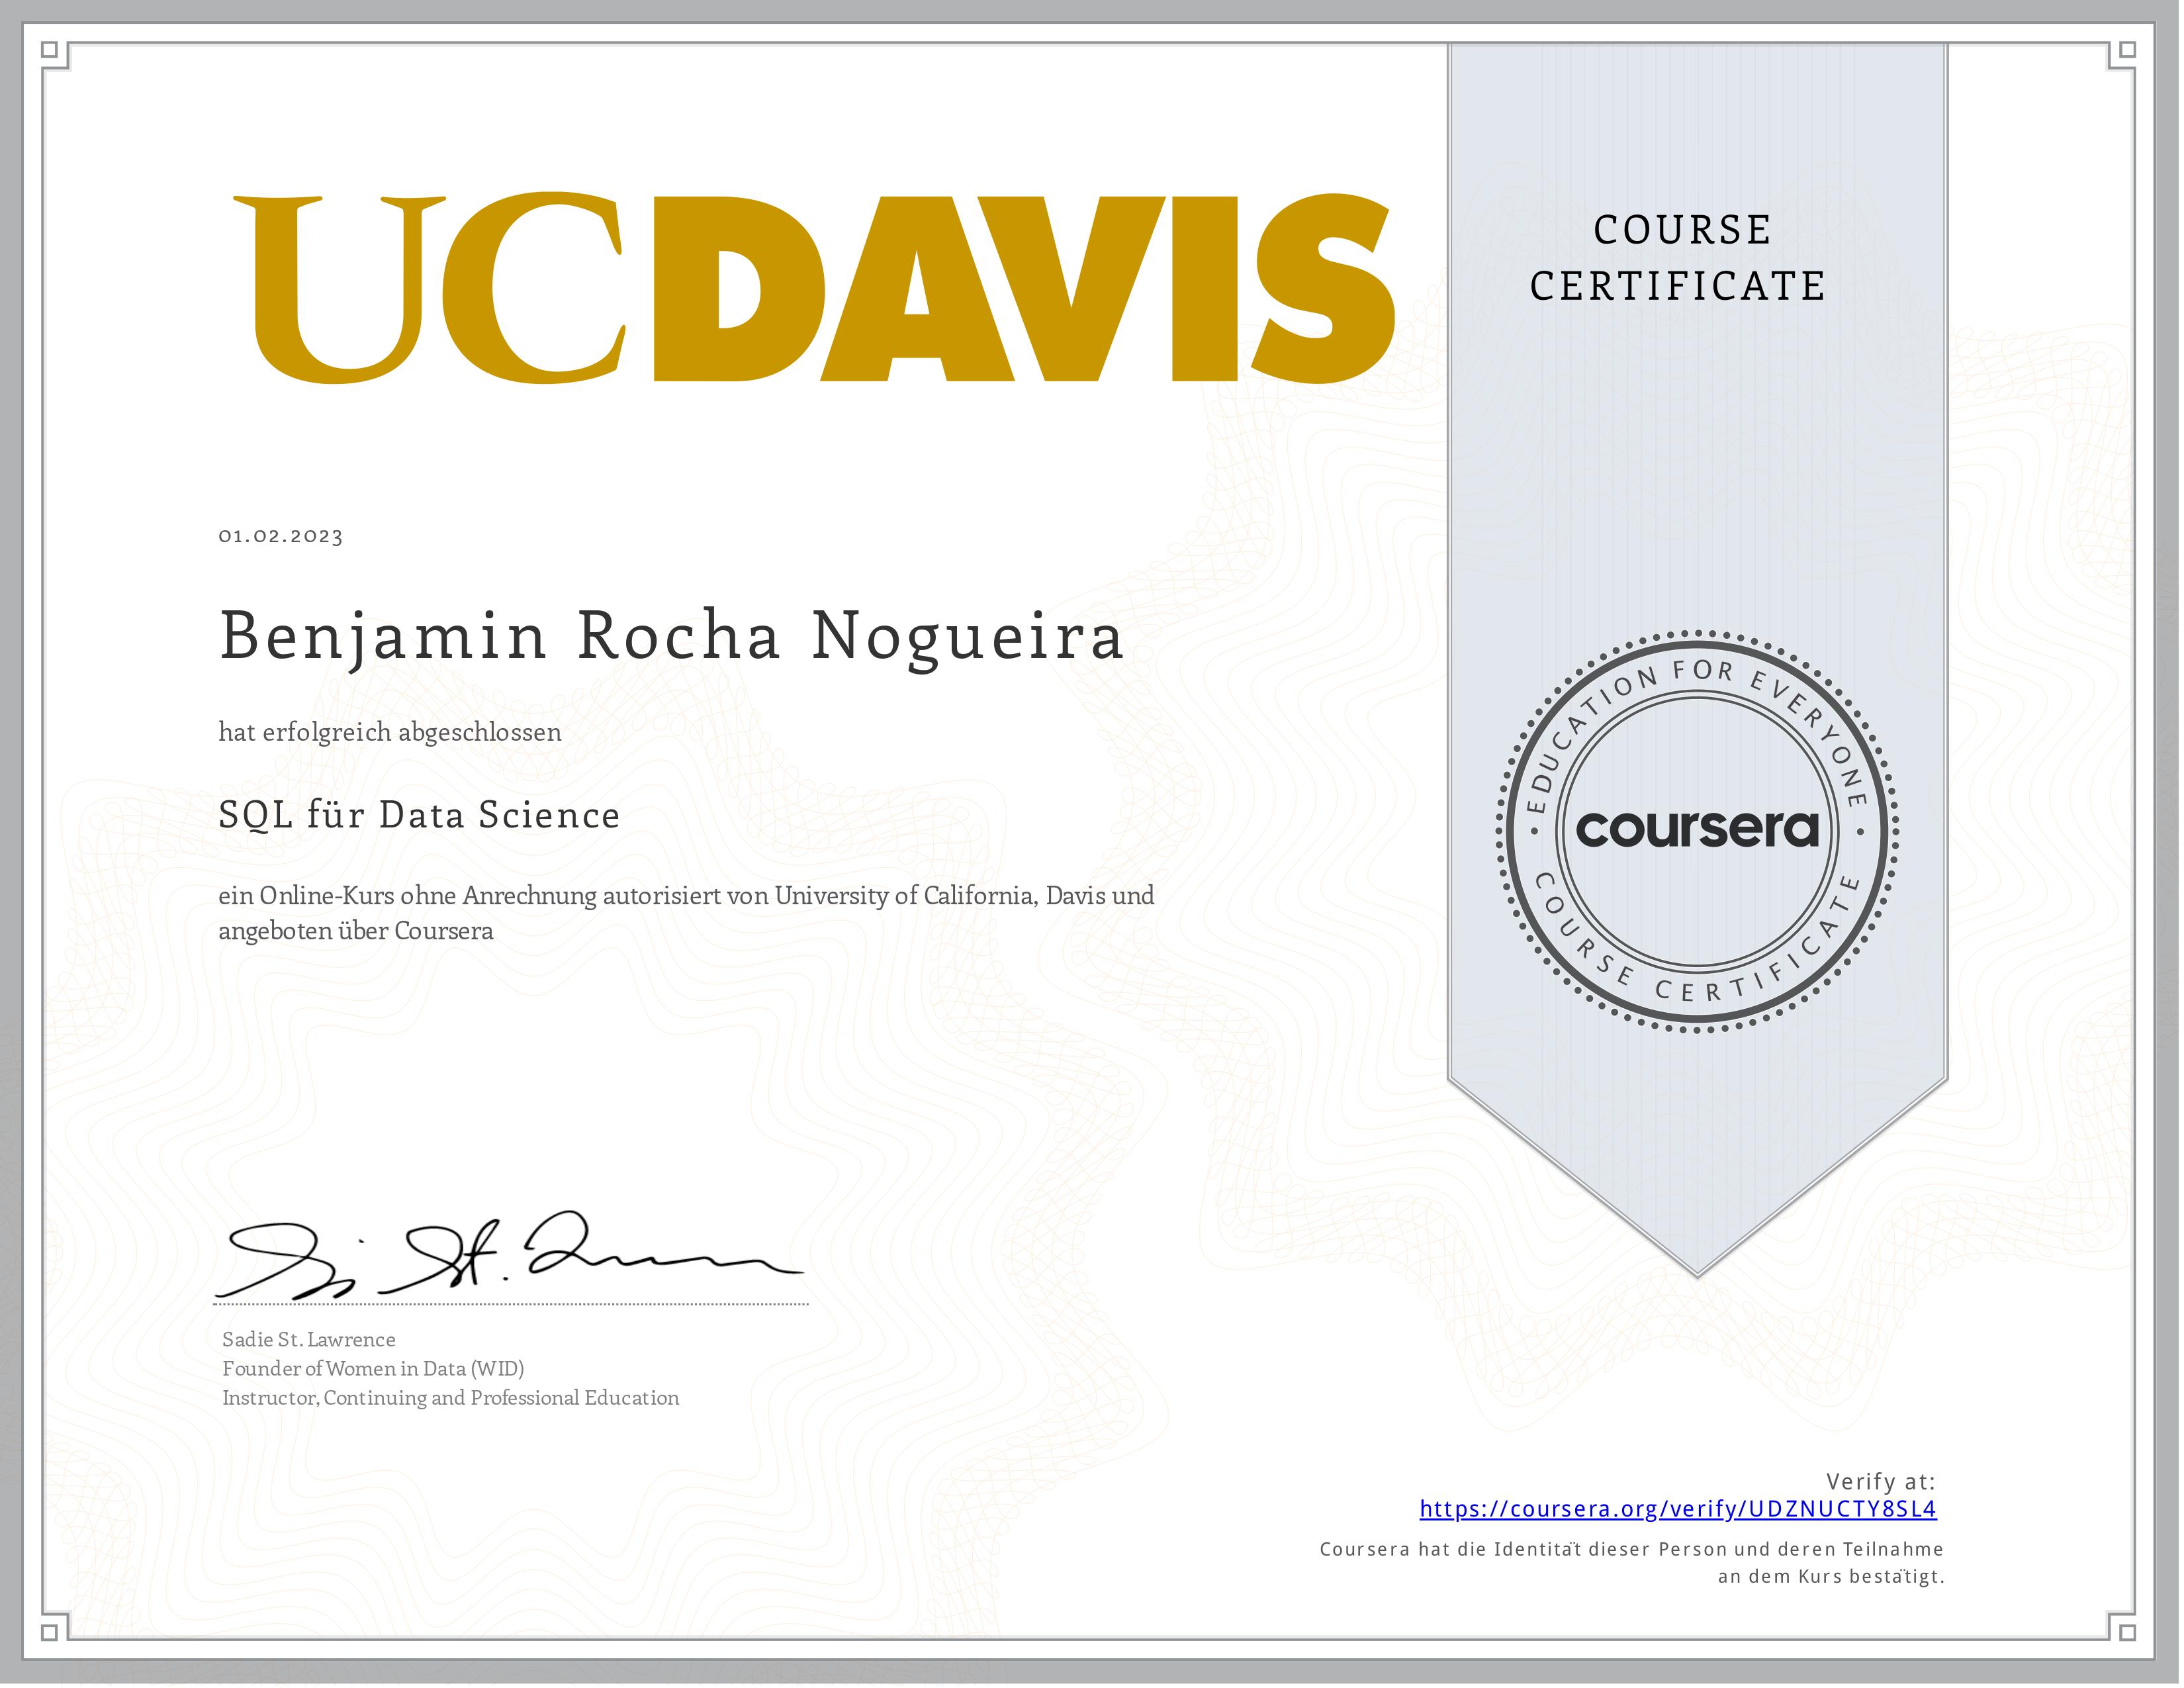 UCDAVIS
COURSE
CERTIFICATE
01.02.2023
Benjamin Rocha Nogueira
hat erfolgreich abgeschlossen
SQL für Data Science
ein Online-Kurs ohne Anrechnung autorisiert von University of California, Davis und
angeboten über Coursera
EDUCATION FOR EVERYONE
coursera
COURSE CERTIFICATE
Sadie St. Lawrence
Founder of Women in Data (WID)
Instructor, Continuing and Professional Education
Verify at:
https://coursera.org/verify/UDZNUCTY8SL4
Coursera hat die Identität dieser Person und deren Teilnahme
an dem Kurs bestätigt.